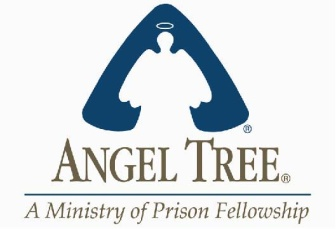 ®
ANGEL TREE®
A Ministry of Prison Fellowship